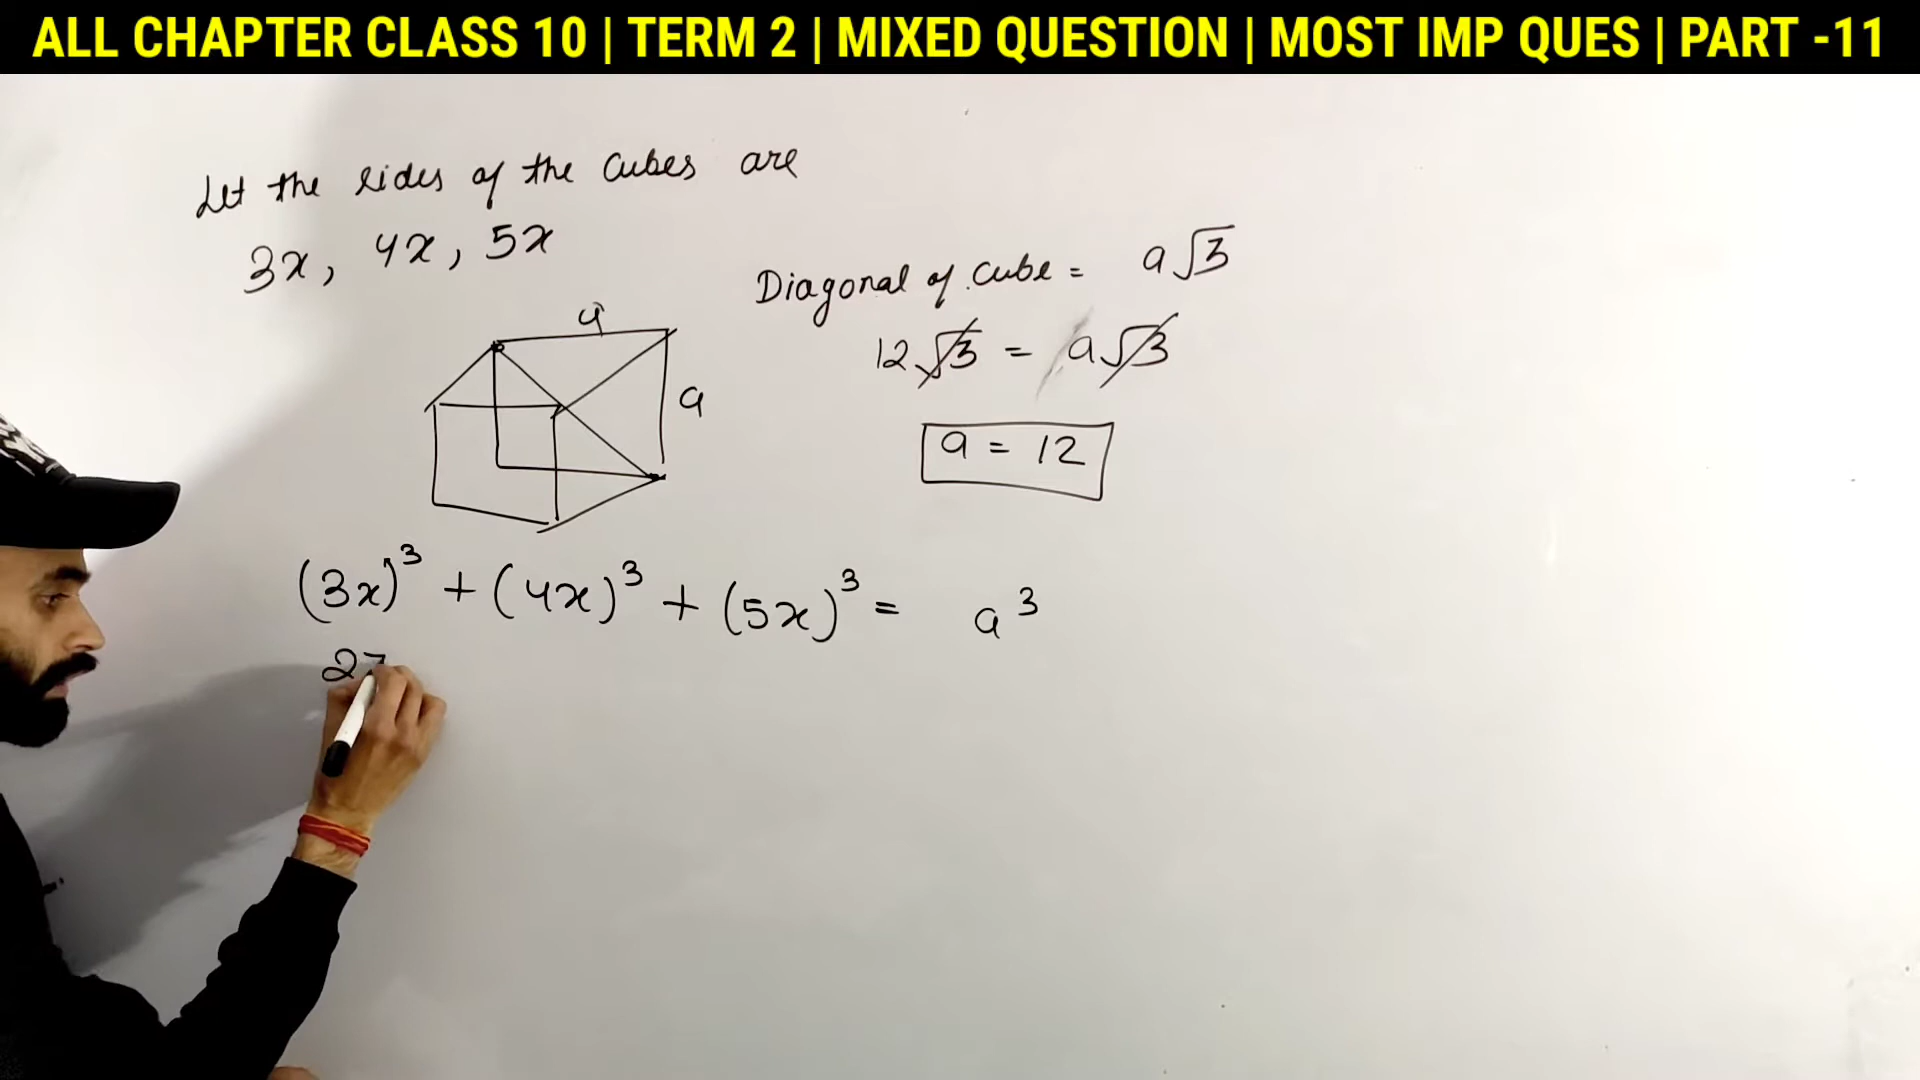 ALL CHAPTER CLASS 10 | TERM 2 | MIXED QUESTION | MOST IMP QUES | PART -11
Let the sides of the cubes are
3x, 4x, 5x
Diagonal of cube = a√3
12√3 = a√3
a = 12
a
a
(3x)³ + (4x)³ + (5x)³ = a³
27